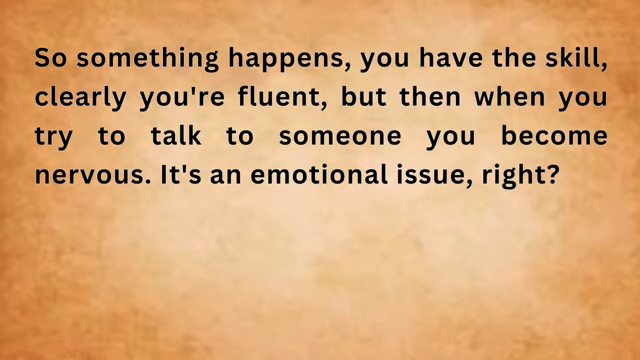 So something happens, you have the skill,
clearly you're fluent, but then when you
try to talk to someone you become
nervous. It's an emotional issue, right?